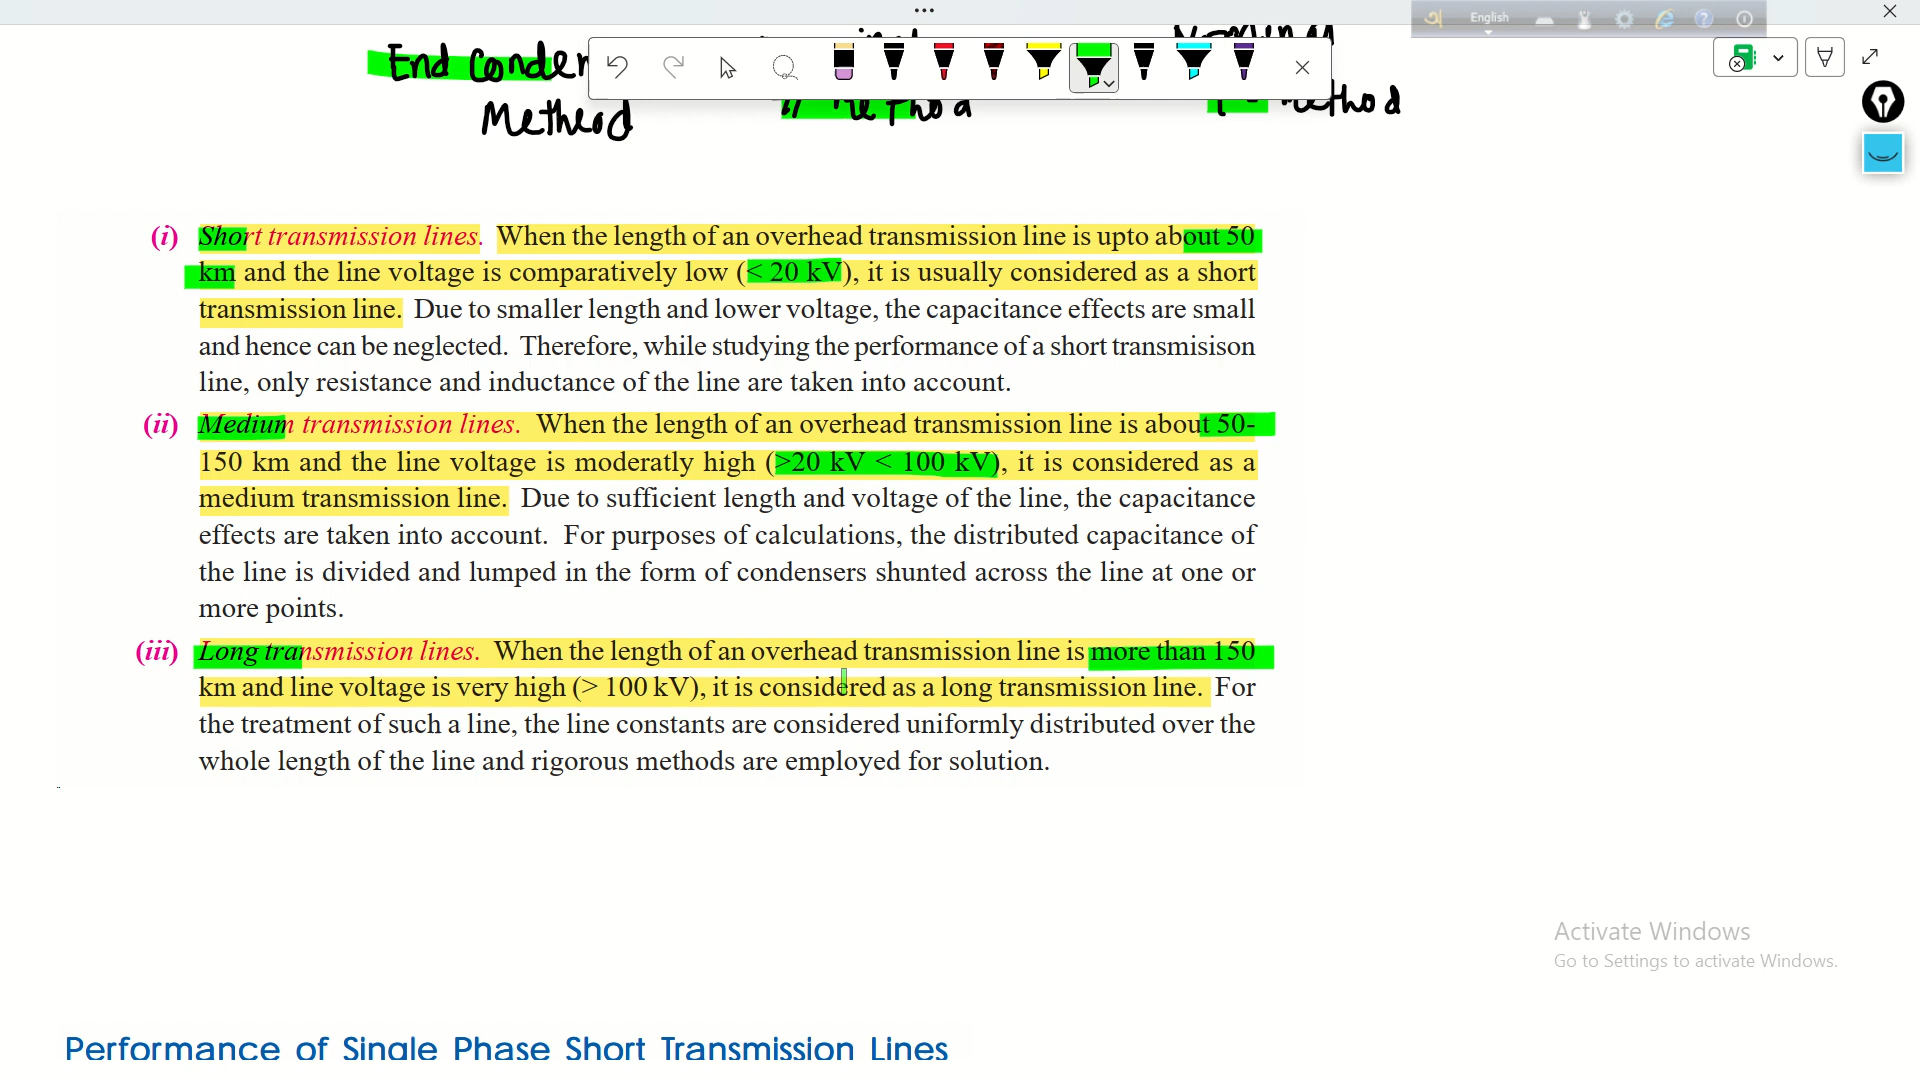 English
End Conden
Method
π Method
Method
(i) Short transmission lines. When the length of an overhead transmission line is upto about 50
km and the line voltage is comparatively low (< 20 kV), it is usually considered as a short
transmission line. Due to smaller length and lower voltage, the capacitance effects are small
and hence can be neglected. Therefore, while studying the performance of a short transmisison
line, only resistance and inductance of the line are taken into account.
(ii) Medium transmission lines. When the length of an overhead transmission line is about 50-
150 km and the line voltage is moderatly high (>20 kV < 100 kV), it is considered as a
medium transmission line. Due to sufficient length and voltage of the line, the capacitance
effects are taken into account. For purposes of calculations, the distributed capacitance of
the line is divided and lumped in the form of condensers shunted across the line at one or
more points.
(iii) Long transmission lines. When the length of an overhead transmission line is more than 150
km and line voltage is very high (> 100 kV), it is considered as a long transmission line. For
the treatment of such a line, the line constants are considered uniformly distributed over the
whole length of the line and rigorous methods are employed for solution.
Activate Windows
Go to Settings to activate Windows.
Performance of Single Phase Short Transmission Lines